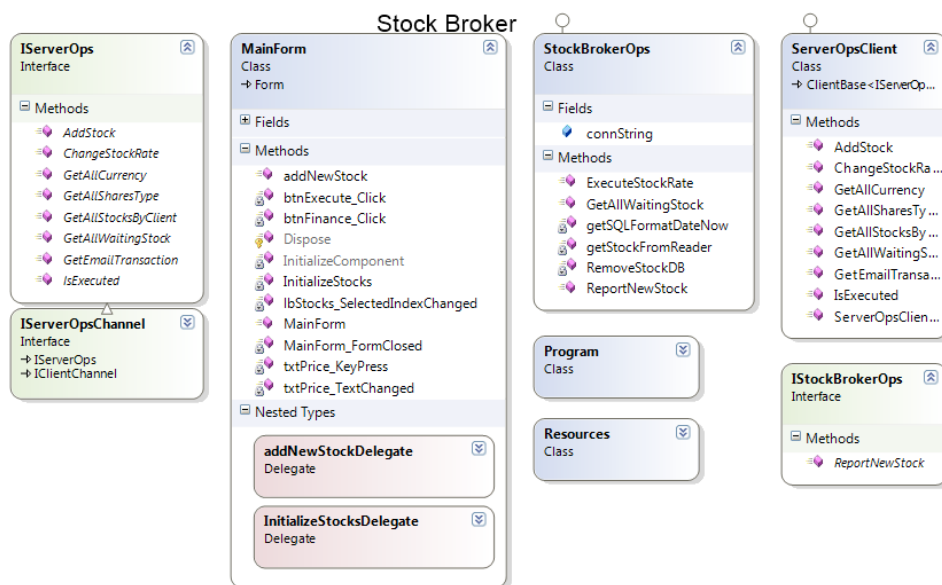 Stock Broker
IServerOps
Interface
Methods
AddStock
ChangeStockRate
GetAllCurrency
GetAllSharesType
GetAllStocksByClient
GetAllWaitingStock
GetEmailTransaction
IsExecuted
IServerOpsChannel
Interface
IServerOps
IClientChannel
MainForm
Class
Form
Fields
Methods
addNewStock
btnExecute_Click
btnFinance_Click
Dispose
InitializeComponent
InitializeStocks
lbStocks_SelectedIndexChanged
MainForm
MainForm_FormClosed
txtPrice_KeyPress
txtPrice_TextChanged
Nested Types
addNewStockDelegate
Delegate
InitializeStocksDelegate
Delegate
StockBrokerOps
Class
Fields
connString
Methods
ExecuteStockRate
GetAllWaitingStock
getSQLFormatDateNow
getStockFromReader
RemoveStockDB
ReportNewStock
Program
Class
Resources
Class
ServerOpsClient
Class
ClientBase<IServerOp...
Methods
AddStock
ChangeStockRa...
GetAllCurrency
GetAllSharesTy...
GetAllStocksBy...
GetAllWaitingS...
GetEmailTransa...
IsExecuted
ServerOpsClien...
IStockBrokerOps
Interface
Methods
ReportNewStock